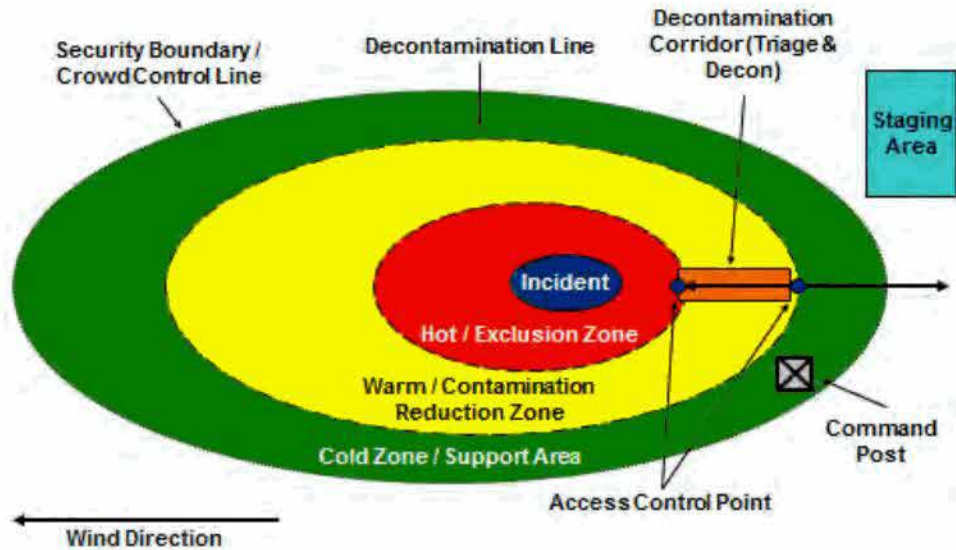 Security Boundary /
Crowd Control Line
Decontamination Line
Decontamination
Corridor (Triage &
Decon)
Staging
Area
Incident
Hot / Exclusion Zone
Warm / Contamination
Reduction Zone
Cold Zone / Support Area
Command
Post
Access Control Point
Wind Direction